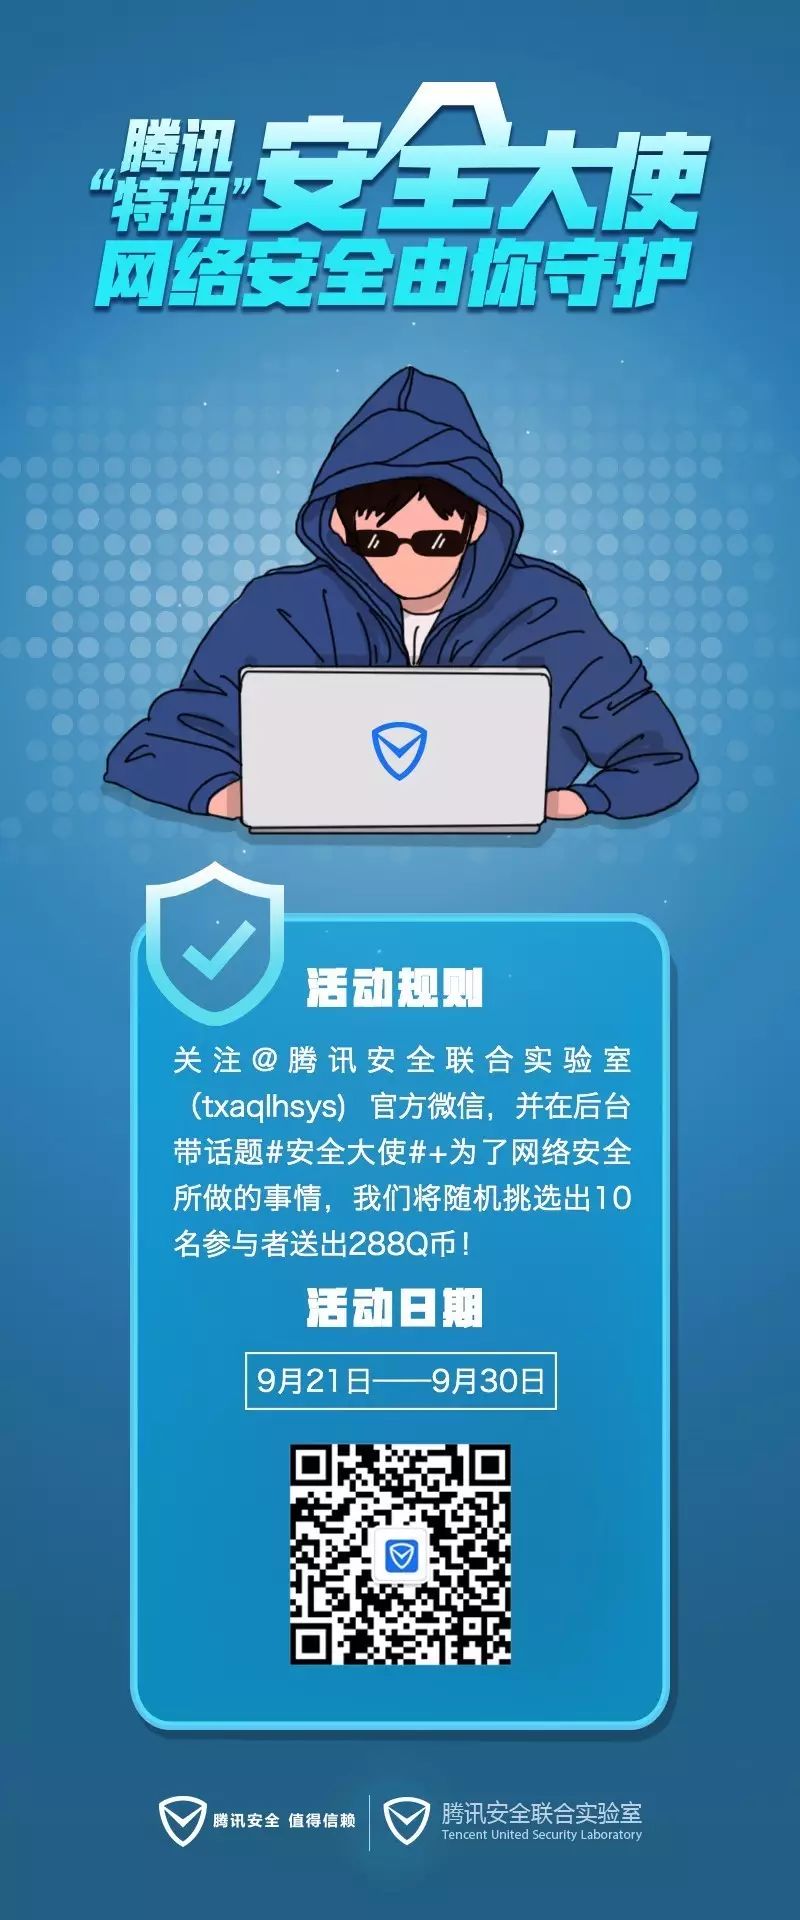 腾讯
“特招”安全大使
网络安全由你守护
活动规则
关注@腾讯安全联合实验室
（txaqlhsys） 官方微信，并在后台
带话题#安全大使#+为了网络安全
所做的事情，我们将随机挑选出10
名参与者送出288Q币！
活动日期
9月21日——9月30日
腾讯安全 值得信赖
腾讯安全联合实验室
Tencent United Security Laboratory